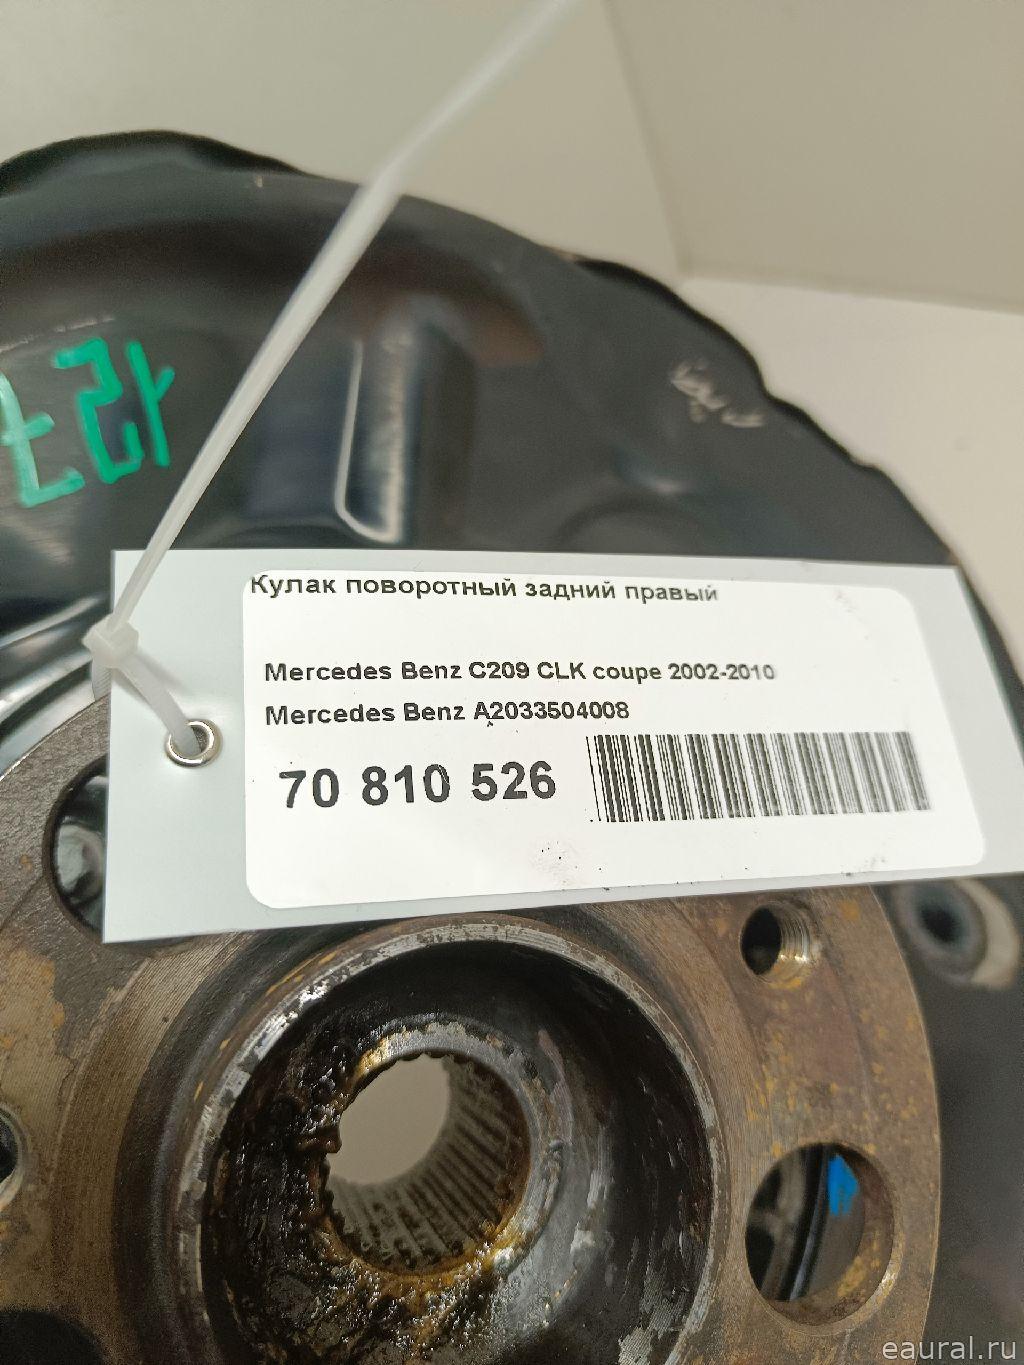 157
Кулак поворотный задний правый
Mercedes Benz C209 CLK coupe 2002-2010
Mercedes Benz A2033504008
70 810 526
eaural.ru